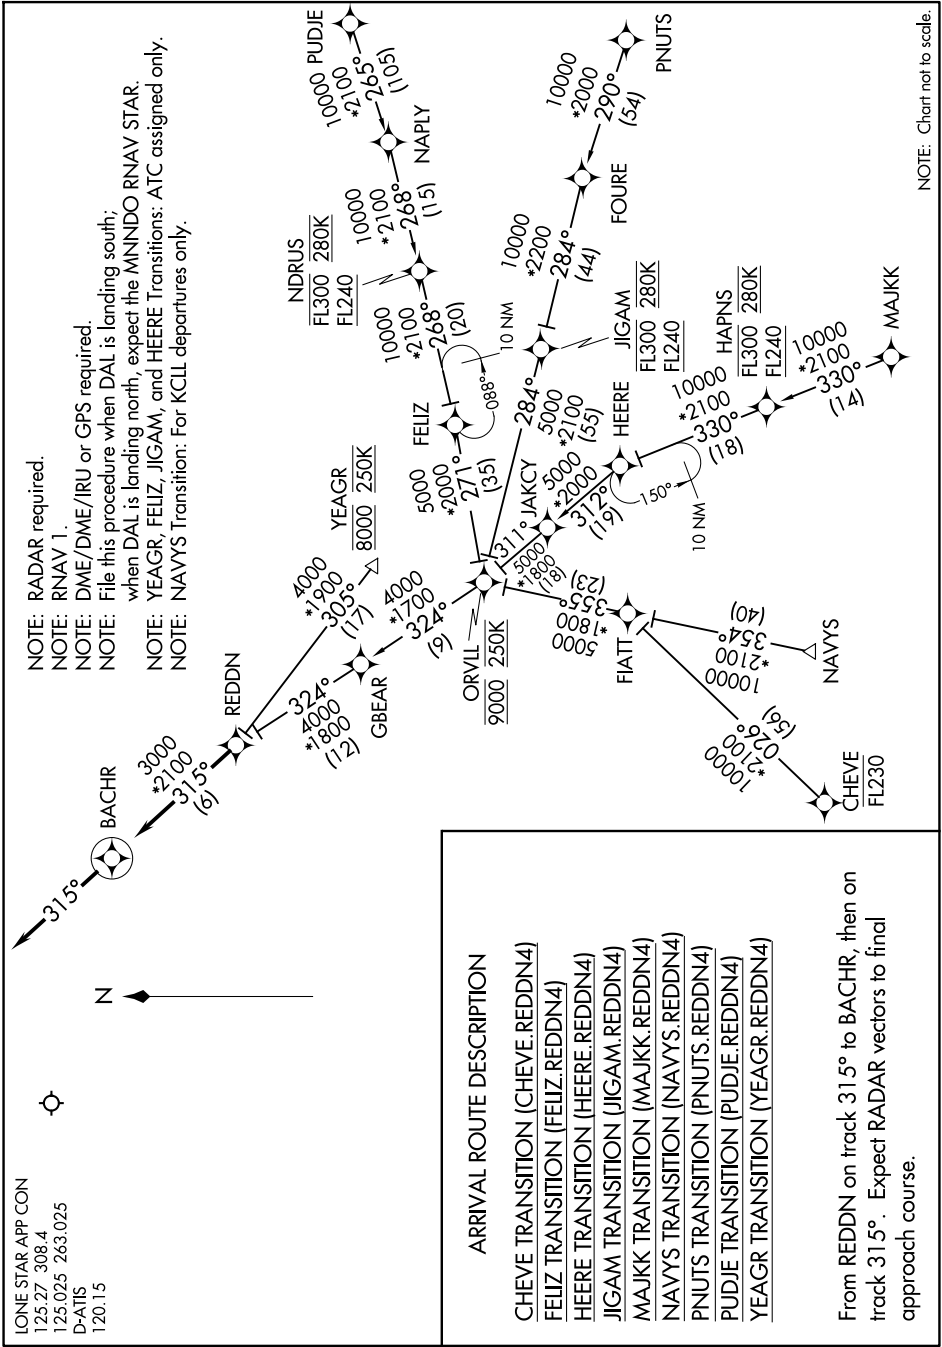 LONE STAR APP CON
125.27 308.4
125.025 263.025
D-ATIS
120.15
NOTE: RADAR required.
NOTE: RNAV 1.
NOTE: DME/DME/IRU or GPS required.
NOTE: File this procedure when DAL is landing south;
when DAL is landing north, expect the MNNDO RNAV STAR.
NOTE: YEAGR, FELIZ, JIGAM, and HEERE Transitions: ATC assigned only.
NOTE: NAVYS Transition: For KCLL departures only.
N
315°
BACHR
3000
*2100
315°
(6)
REDDN
4000
*1900
305°
(17)
YEAGR
8000 250K
324°
4000
*1800
(12)
GBEAR
4000
*1700
324°
(9)
ORVLL
9000 250K
5000
*2000
271°
(35)
FELIZ
088°
10 NM
10000
*2100
268°
(20)
NDRUS
FL300 280K
FL240
10000
*2100
268°
(15)
NAPLY
10000
*2100
265°
(105)
PUDJE
284°
5000
*2100
(55)
JIGAM
FL300 280K
FL240
10000
*2200
284°
(44)
FOURE
10000
*2000
290°
(54)
PNUTS
311°
5000
*1800
(18)
JAKCY
5000
*2000
312°
(19)
HEERE
150°
10 NM
10000
*2100
330°
(18)
HAPNS
FL300 280K
FL240
10000
*2100
330°
(14)
MAJKK
(23)
355°
*1800
5000
FIATT
(40)
354°
*2100
10000
NAVYS
(56)
026°
*2100
10000
CHEVE
FL230
NOTE: Chart not to scale.
ARRIVAL ROUTE DESCRIPTION
CHEVE TRANSITION (CHEVE.REDDN4)
FELIZ TRANSITION (FELIZ.REDDN4)
HEERE TRANSITION (HEERE.REDDN4)
JIGAM TRANSITION (JIGAM.REDDN4)
MAJKK TRANSITION (MAJKK.REDDN4)
NAVYS TRANSITION (NAVYS.REDDN4)
PNUTS TRANSITION (PNUTS.REDDN4)
PUDJE TRANSITION (PUDJE.REDDN4)
YEAGR TRANSITION (YEAGR.REDDN4)
From REDDN on track 315° to BACHR, then on
track 315°. Expect RADAR vectors to final
approach course.